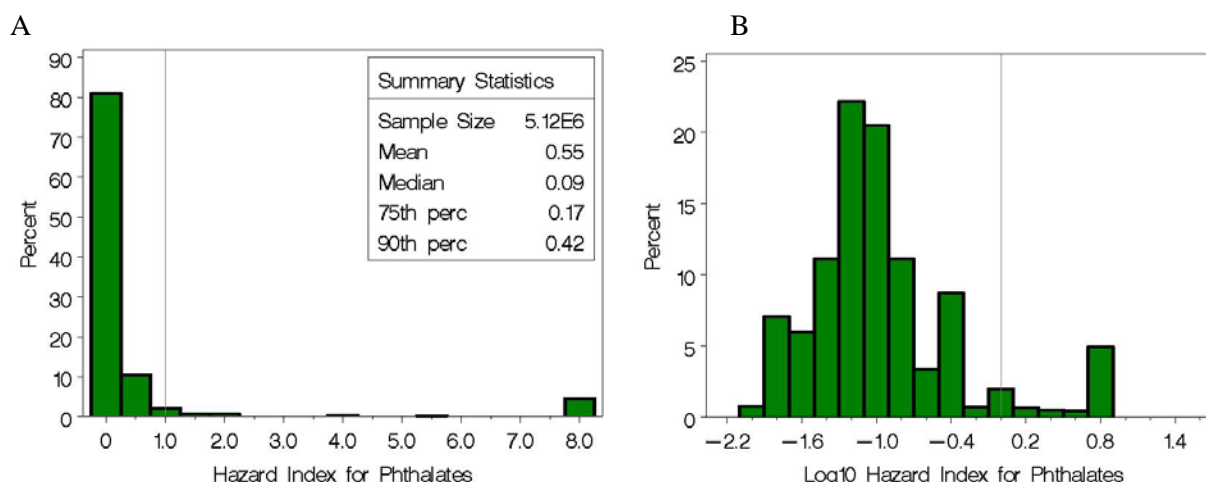 A
90
80
70
60
50
40
30
20
10
0
Percent
Summary Statistics
Sample Size 5.12E6
Mean 0.55
Median 0.09
75th perc 0.17
90th perc 0.42
0 1.0 2.0 3.0 4.0 5.0 6.0 7.0 8.0
Hazard Index for Phthalates
B
25
20
15
10
5
0
Percent
−2.2 −1.6 −1.0 −0.4 0.2 0.8 1.4
Log10 Hazard Index for Phthalates